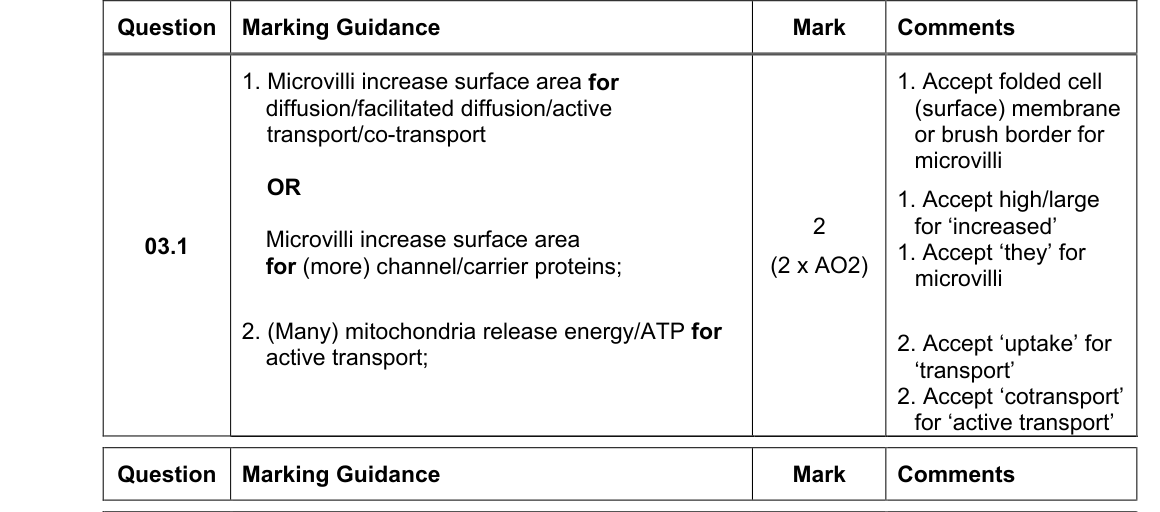 Question Marking Guidance Mark Comments
03.1
1. Microvilli increase surface area for
diffusion/facilitated diffusion/active
transport/co-transport
OR
Microvilli increase surface area
for (more) channel/carrier proteins;
2. (Many) mitochondria release energy/ATP for
active transport;
2
(2 x AO2)
1. Accept folded cell
(surface) membrane
or brush border for
microvilli
1. Accept high/large
for ‘increased’
1. Accept ‘they’ for
microvilli
2. Accept ‘uptake’ for
‘transport’
2. Accept ‘cotransport’
for ‘active transport’
Question Marking Guidance Mark Comments